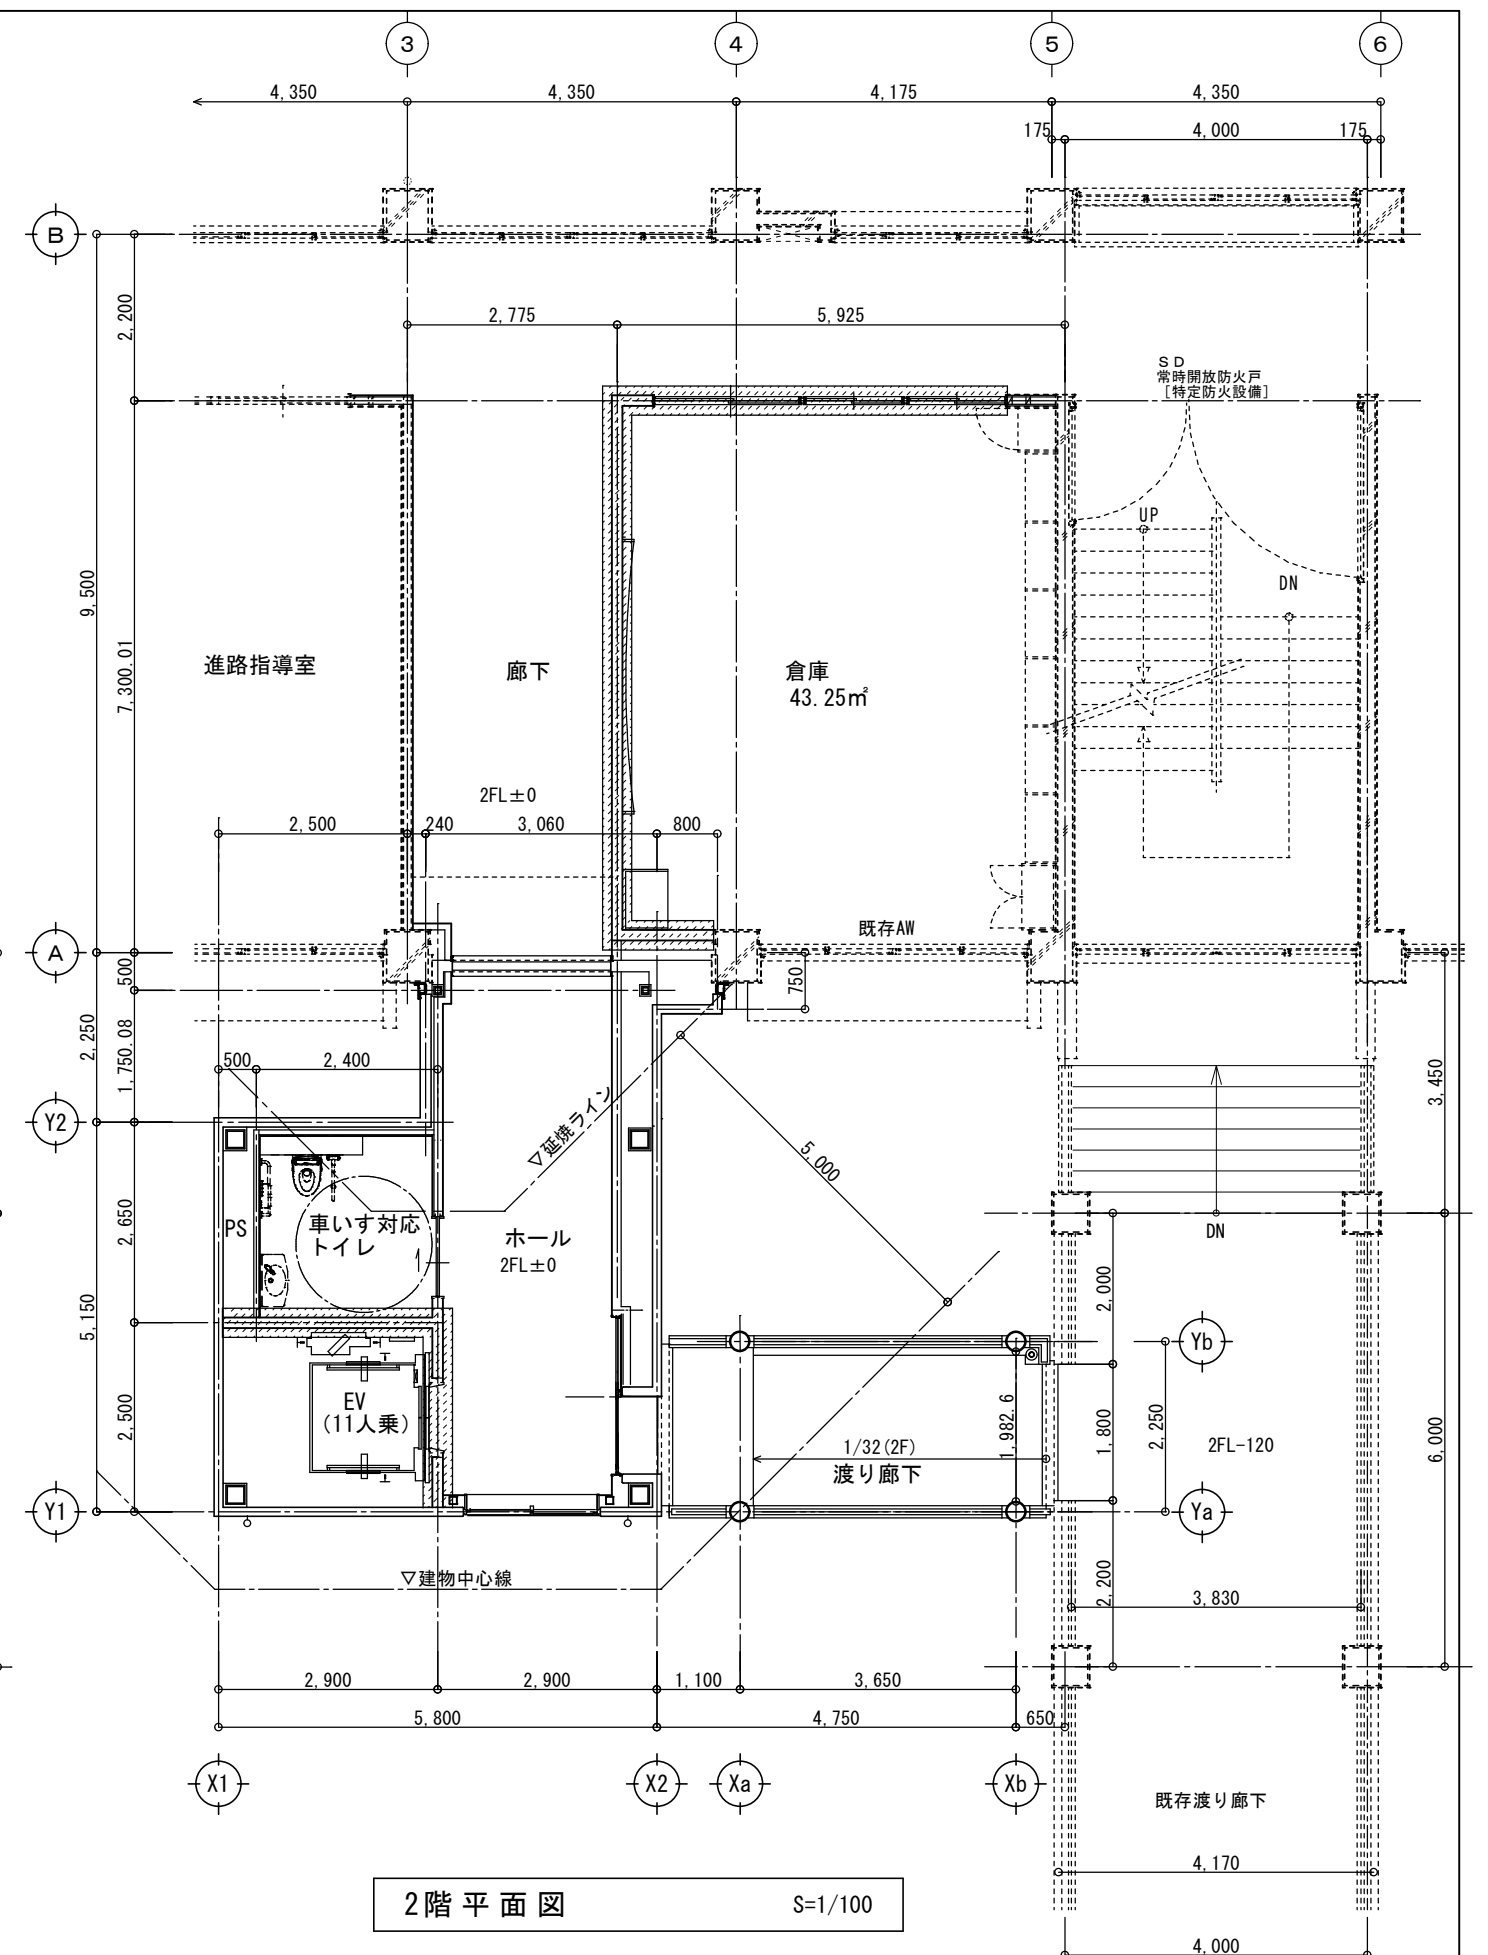 3
4
5
6
4,350
4,350
4,175
4,350
175
4,000
175
B
2,200
2,775
5,925
SD
常時開放防火戸
[特定防火設備]
UP
DN
9,500
7,300.01
進路指導室
廊下
倉庫
43.25㎡
2FL±0
2,500
240
3,060
800
既存AW
A
500
750
2,250
1,750.08
500
2,400
3,450
Y2
▽延焼ライン
5,000
2,650
PS
車いす対応
トイレ
ホール
2FL±0
DN
2,000
5,150
Yb
2,500
EV
(11人乗)
1,982.6
1,800
2,250
2FL-120
6,000
1/32(2F)
渡り廊下
Y1
Ya
▽建物中心線
2,200
3,830
2,900
2,900
1,100
3,650
5,800
4,750
650
X1
X2
Xa
Xb
既存渡り廊下
4,170
2階平面図
S=1/100
4,000